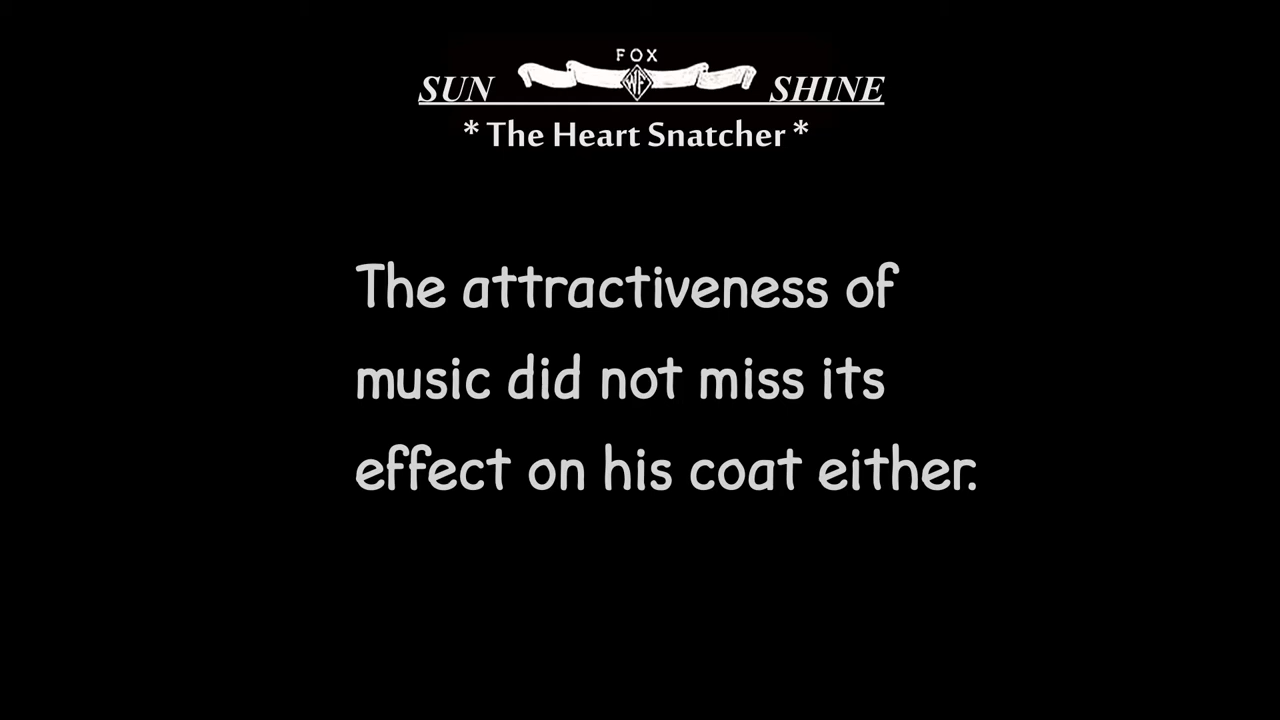 FOX
SUN WF SHINE
* The Heart Snatcher *
The attractiveness of
music did not miss its
effect on his coat either.